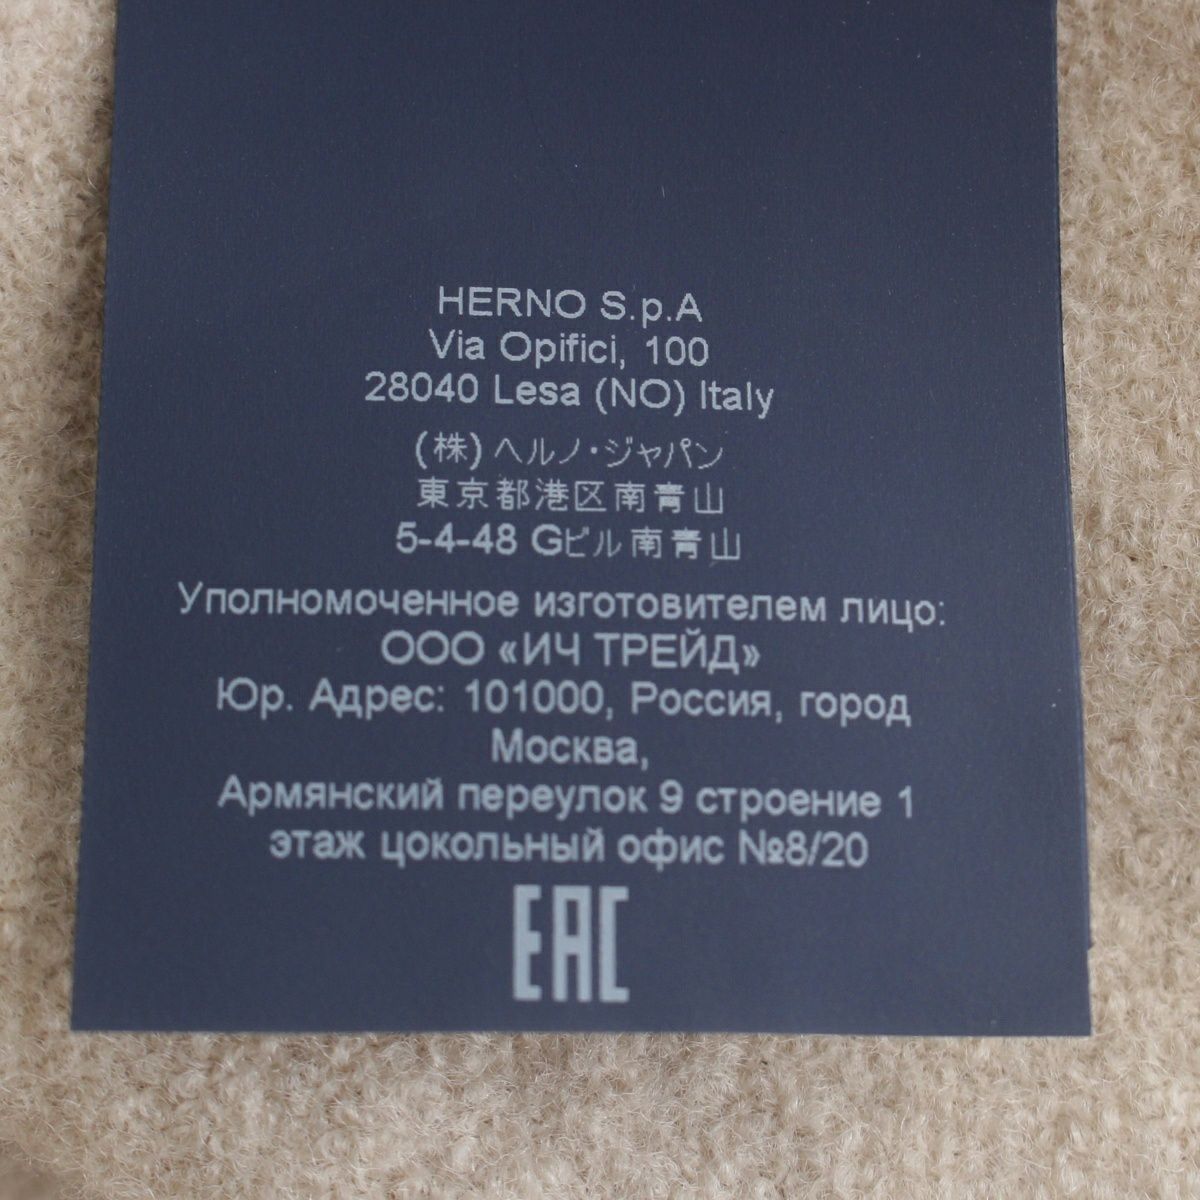 HERNO S.p.A
Via Opifici, 100
28040 Lesa (NO) Italy
(株)ヘルノ・ジャパン
東京都港区南青山
5-4-48 Gビル南青山
Уполномоченное изготовителем лицо:
ООО «ИЧ ТРЕЙД»
Юр. Адрес: 101000, Россия, город
Москва,
Армянский переулок 9 строение 1
этаж цокольный офис №8/20
EAC